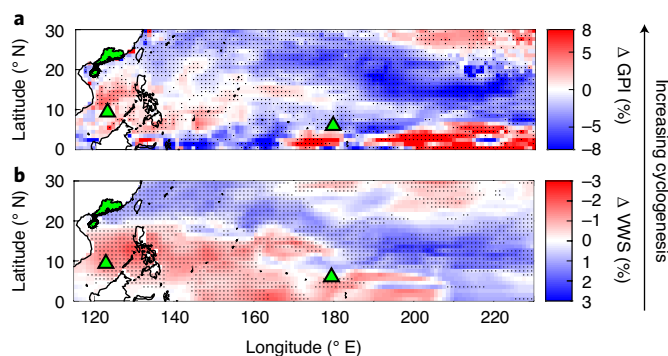 a
30
20
10
0
Latitude (° N)
8
5
0
−5
−8
Δ GPI (%)
b
30
20
10
0
Latitude (° N)
−3
−2
−1
0
1
2
3
Δ VWS (%)
120 140 160 180 200 220
Longitude (° E)
Increasing cyclogenesis